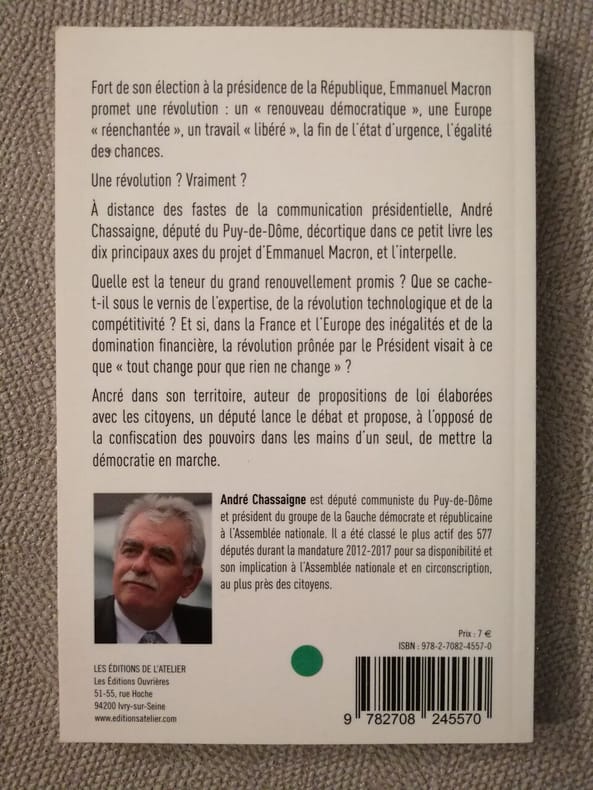 Fort de son élection à la présidence de la République, Emmanuel Macron
promet une révolution : un « renouveau démocratique », une Europe
« réenchantée », un travail « libéré », la fin de l'état d'urgence, l'égalité
des chances.
Une révolution ? Vraiment ?
À distance des fastes de la communication présidentielle, André
Chassaigne, député du Puy-de-Dôme, décortique dans ce petit livre les
dix principaux axes du projet d'Emmanuel Macron, et l'interpelle.
Quelle est la teneur du grand renouvellement promis ? Que se cache-
t-il sous le vernis de l'expertise, de la révolution technologique et de la
compétitivité ? Et si, dans la France et l'Europe des inégalités et de la
domination financière, la révolution prônée par le Président visait à ce
que « tout change pour que rien ne change » ?
Ancré dans son territoire, auteur de propositions de loi élaborées
avec les citoyens, un député lance le débat et propose, à l'opposé de
la confiscation des pouvoirs dans les mains d'un seul, de mettre la
démocratie en marche.
André Chassaigne est député communiste du Puy-de-Dôme
et président du groupe de la Gauche démocrate et républicaine
à l'Assemblée nationale. Il a été classé le plus actif des 577
députés durant la mandature 2012-2017 pour sa disponibilité et
son implication à l'Assemblée nationale et en circonscription,
au plus près des citoyens.
Prix : 7 €
ISBN : 978-2-7082-4557-0
LES ÉDITIONS DE L'ATELIER
Les Éditions Ouvrières
51-55, rue Hoche
94200 Ivry-sur-Seine
www.editionsatelier.com
9 782708 245570